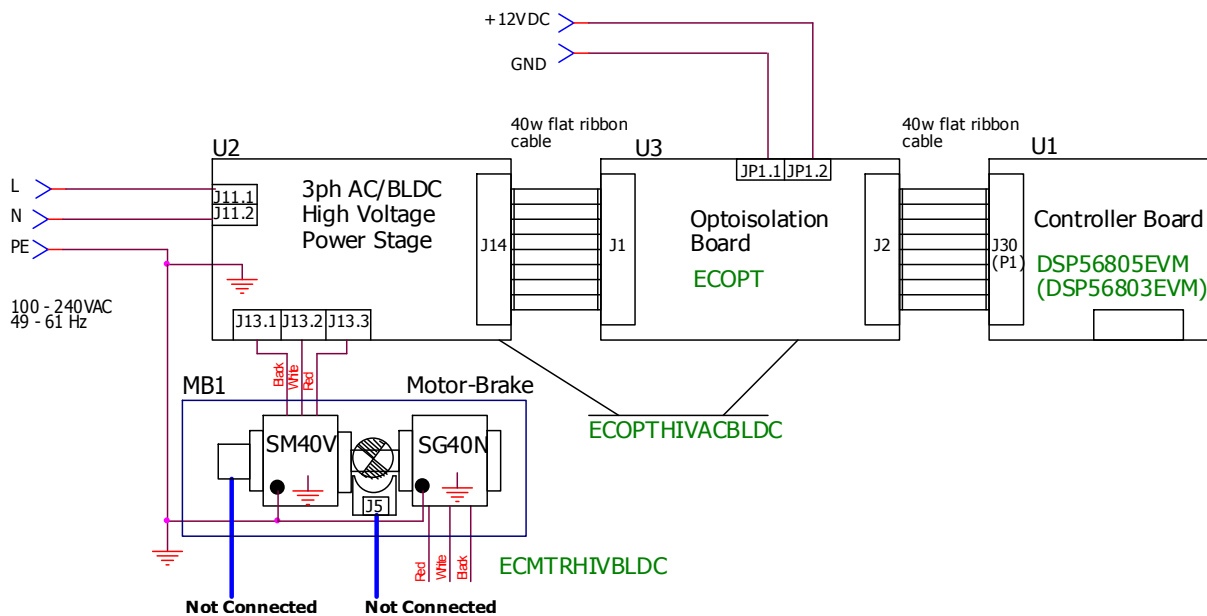 +12VDC
GND
40w flat ribbon
cable
40w flat ribbon
cable
U2
U3
U1
L
N
PE
100 - 240VAC
49 - 61 Hz
J11.1
J11.2
3ph AC/BLDC
High Voltage
Power Stage
J14
J13.1
J13.2
J13.3
J1
JP1.1
JP1.2
Optoisolation
Board
ECOPT
J2
J30
(P1)
Controller Board
DSP56805EVM
(DSP56803EVM)
Black
White
Red
MB1
Motor-Brake
SM40V
SG40N
J5
ECOPTHIVACBLDC
Red
White
Black
ECMTRHIVBLDC
Not Connected
Not Connected